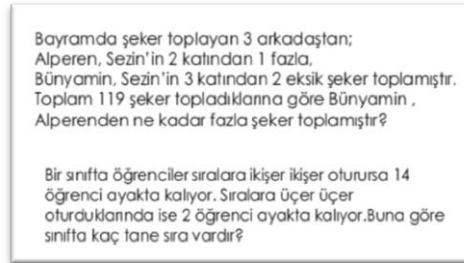 Bayramda şeker toplayan 3 arkadaştan;
Alperen, Sezin'in 2 katından 1 fazla,
Bünyamin, Sezin'in 3 katından 2 eksik şeker toplamıştır.
Toplam 119 şeker topladıklarına göre Bünyamin ,
Alperenden ne kadar fazla şeker toplamıştır?
Bir sınıfta öğrenciler sıralara ikişer ikişer oturursa 14
öğrenci ayakta kalıyor. Sıralara üçer üçer
oturduklarında ise 2 öğrenci ayakta kalıyor.Buna göre
sınıfta kaç tane sıra vardır?